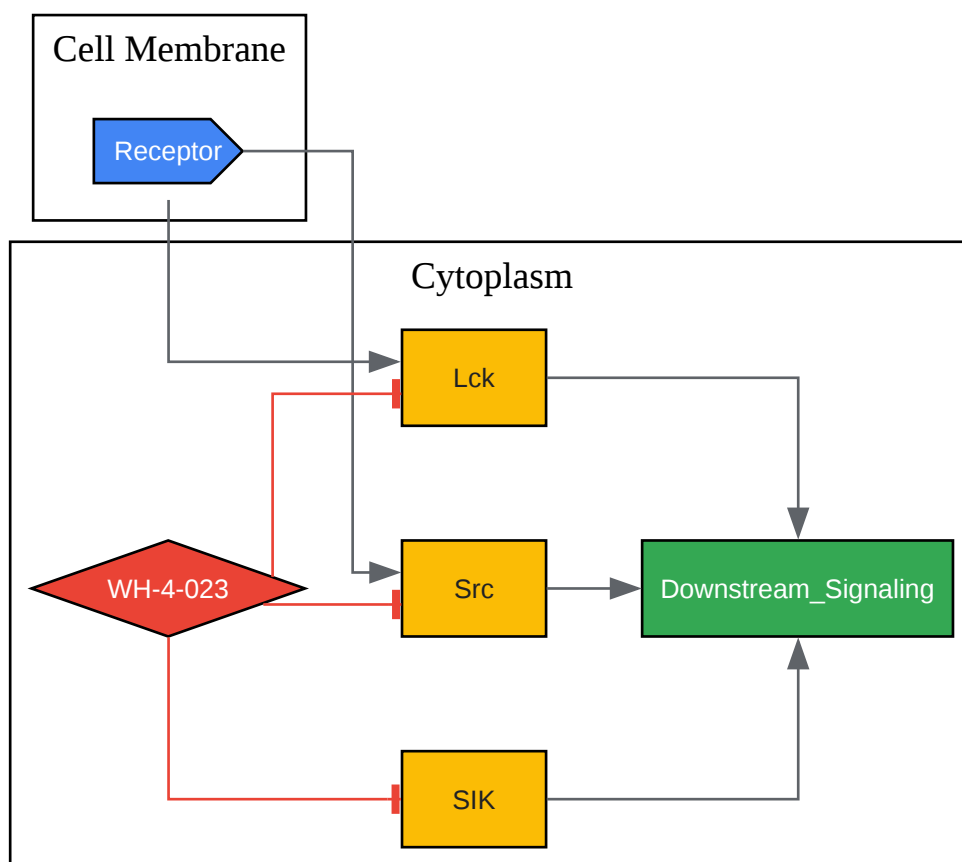 Cell Membrane
Receptor
Cytoplasm
Lck
WH-4-023
Src
Downstream_Signaling
SIK